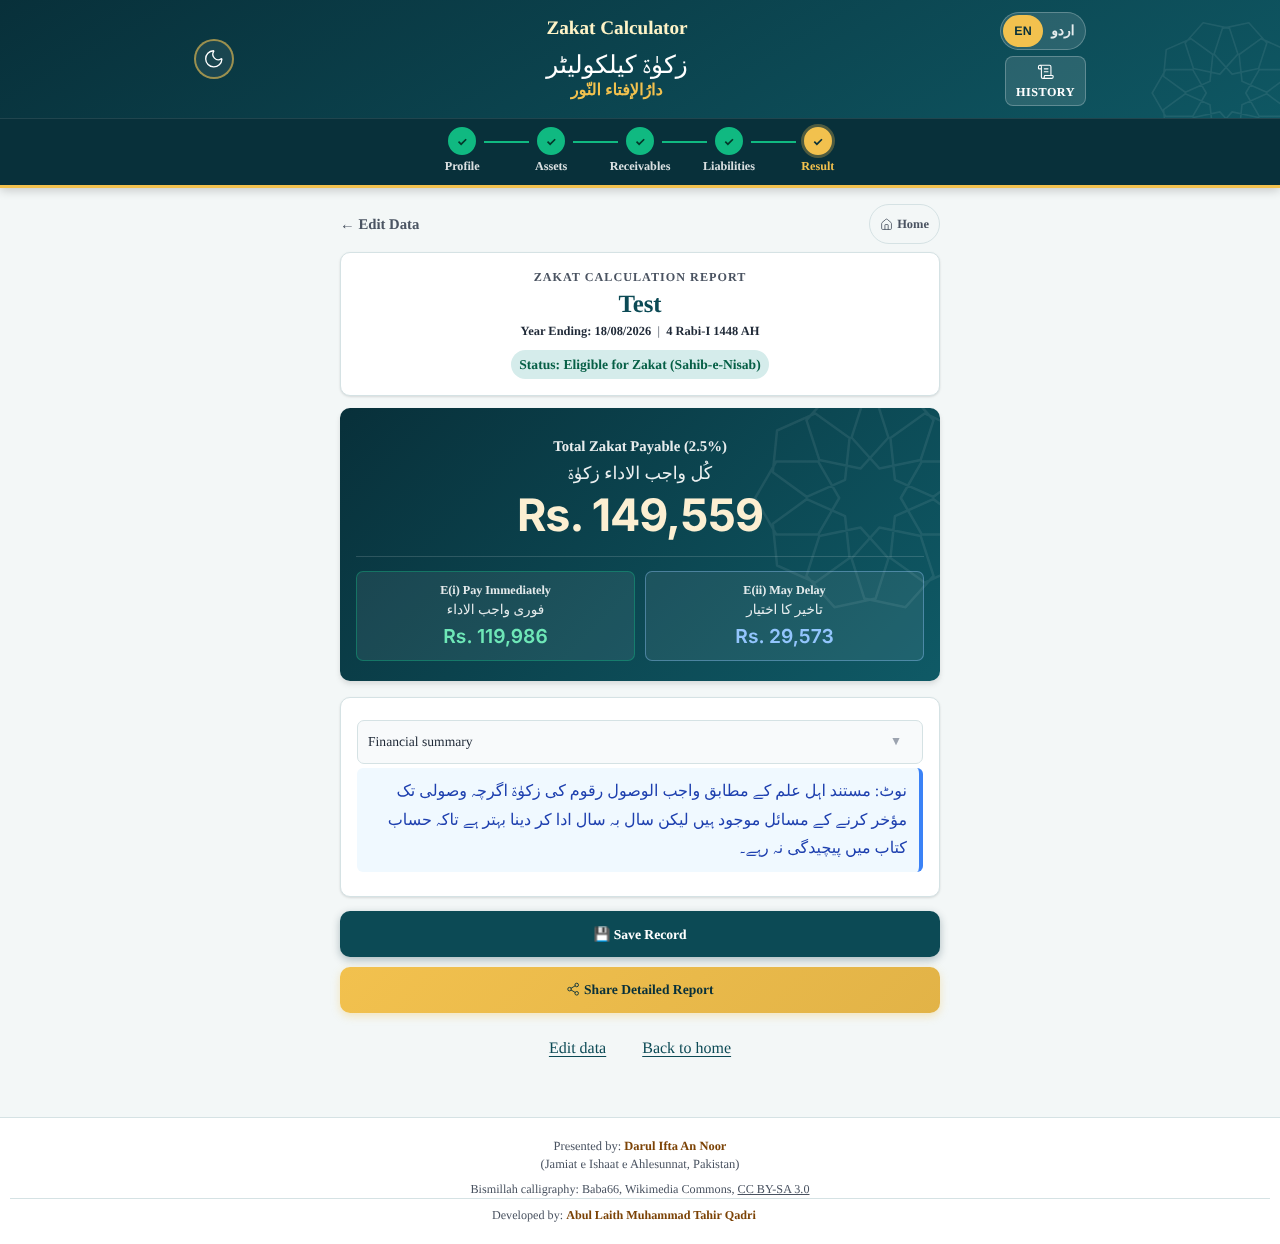 Zakat Calculator
زکوٰۃ کیلکولیٹر
دارُالإفتاء النّور
EN اردو
HISTORY
Profile Assets Receivables Liabilities Result
← Edit Data
Home
ZAKAT CALCULATION REPORT
Test
Year Ending: 18/08/2026 | 4 Rabi-I 1448 AH
Status: Eligible for Zakat (Sahib-e-Nisab)
Total Zakat Payable (2.5%)
کُل واجب الاداء زکوٰۃ
Rs. 149,559
E(i) Pay Immediately
فوری واجب الاداء
Rs. 119,986
E(ii) May Delay
تاخیر کا اختیار
Rs. 29,573
Financial summary ▼
نوٹ: مستند اہل علم کے مطابق واجب الوصول رقوم کی زکوٰۃ اگرچہ وصولی تک
مؤخر کرنے کے مسائل موجود ہیں لیکن سال بہ سال ادا کر دینا بہتر ہے تاکہ حساب
کتاب میں پیچیدگی نہ رہے۔
💾 Save Record
Share Detailed Report
Edit data Back to home
Presented by: Darul Ifta An Noor
(Jamiat e Ishaat e Ahlesunnat, Pakistan)
Bismillah calligraphy: Baba66, Wikimedia Commons, CC BY-SA 3.0
Developed by: Abul Laith Muhammad Tahir Qadri